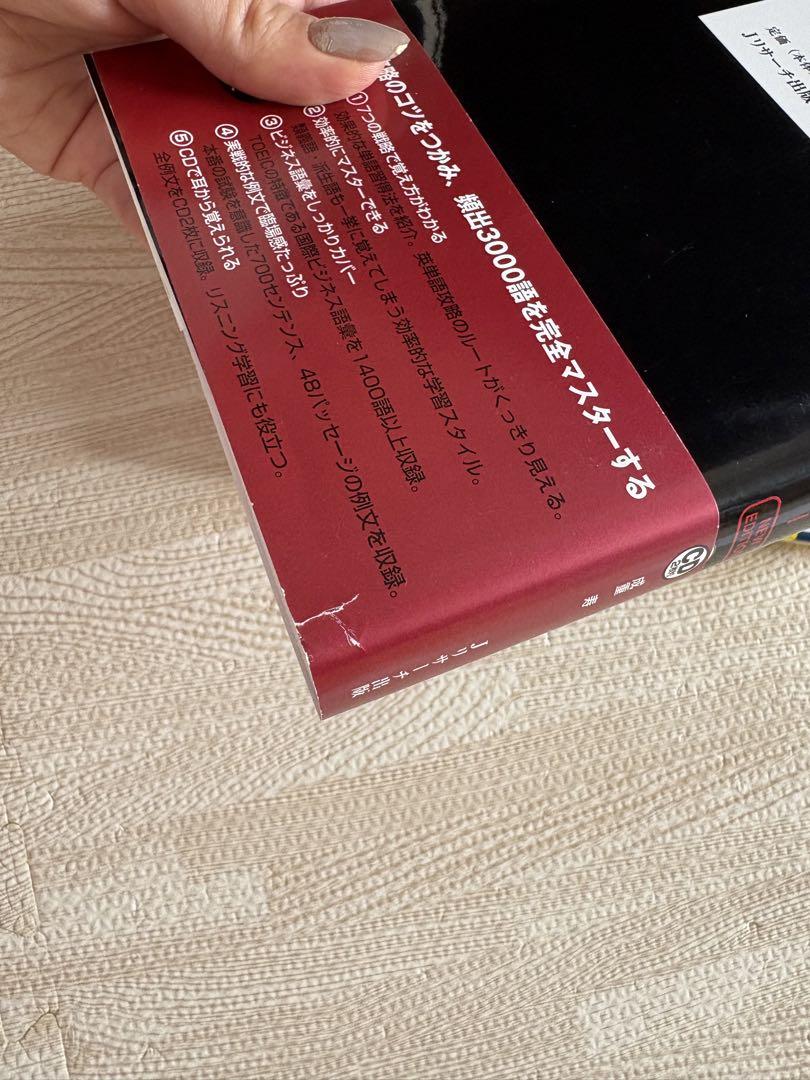 略のコツをつかみ、頻出3000語を完全マスターする
①7つの戦略で覚え方がわかる
効果的な単語習得法を紹介。英単語攻略のルートがくっきり見える。
②効率的にマスターできる
類義語・派生語も一挙に覚えてしまう効率的な学習スタイル。
③ビジネス語彙をしっかりカバー
TOEICの特徴である国際ビジネス語彙を1400語以上収録。
④実戦的な例文で臨場感たっぷり
本番の試験を意識した700センテンス、48パッセージの例文を収録。
⑤CDで耳から覚えられる
全例文をCD2枚に収録。リスニング学習にも役立つ。
定価（本体
Jリサーチ出版
CD
成重 寿
Jリサーチ出版